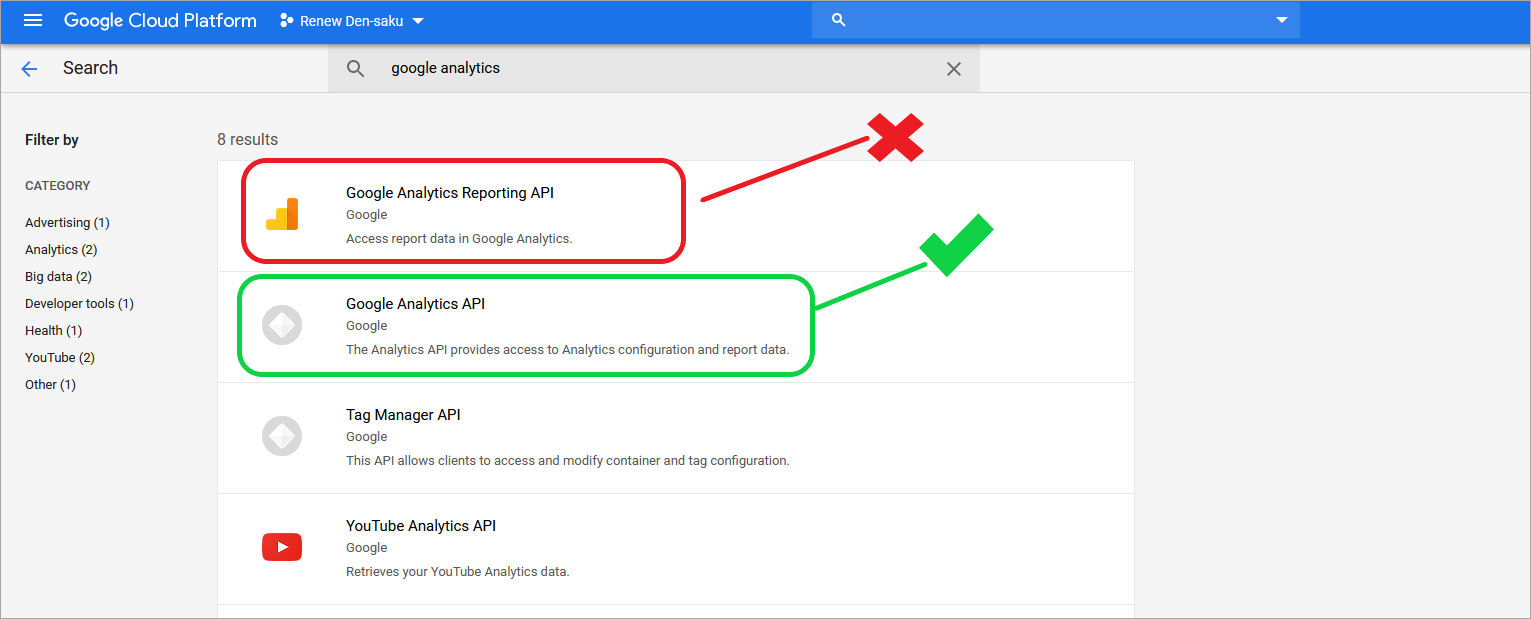 Google Cloud Platform Renew Den-saku
Search google analytics
Filter by
8 results
CATEGORY
Advertising (1)
Analytics (2)
Big data (2)
Developer tools (1)
Health (1)
YouTube (2)
Other (1)
Google Analytics Reporting API
Google
Access report data in Google Analytics.
Google Analytics API
Google
The Analytics API provides access to Analytics configuration and report data.
Tag Manager API
Google
This API allows clients to access and modify container and tag configuration.
YouTube Analytics API
Google
Retrieves your YouTube Analytics data.